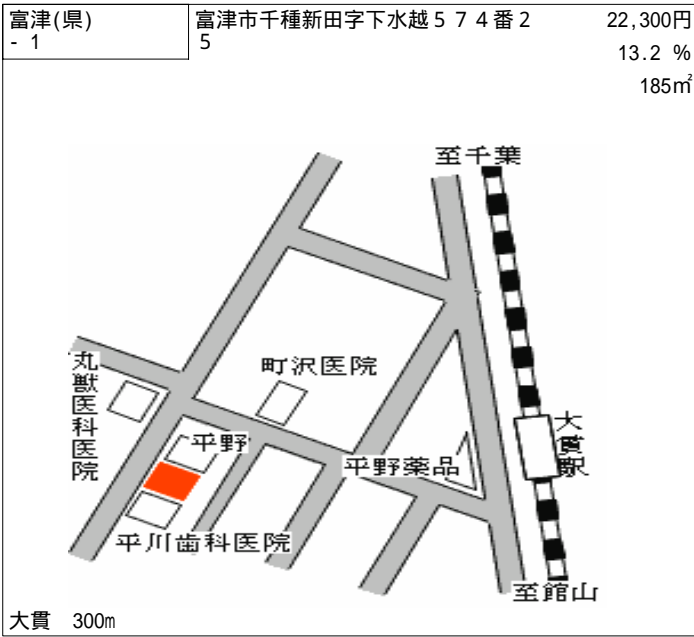 富津(県)
- 1
富津市千種新田字下水越５７４番２
５
22,300円
13.2 %
185㎡
至千葉
町沢医院
丸獣医科医院
平野
平野薬品
大貫駅
平川歯科医院
至館山
大貫 300m